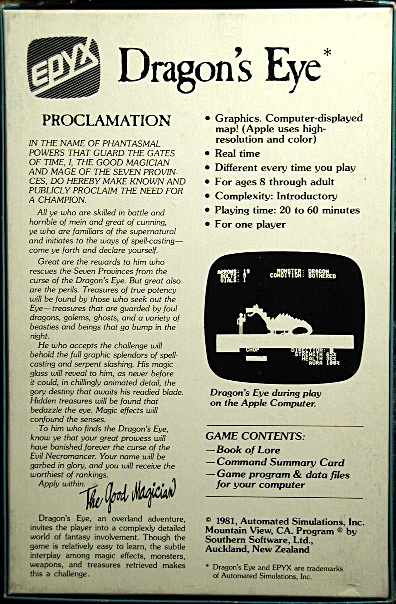 EPYX
Dragon's Eye*
PROCLAMATION
IN THE NAME OF PHANTASMAL
POWERS THAT GUARD THE GATES
OF TIME, I, THE GOOD MAGICIAN
AND MAGE OF THE SEVEN PROVIN-
CES, DO HEREBY MAKE KNOWN AND
PUBLICLY PROCLAIM THE NEED FOR
A CHAMPION.
All ye who are skilled in battle and
horrible of mein and great of cunning,
ye who are familiars of the supernatural
and initiates to the ways of spell-casting—
come ye forth and declare yourself.
Great are the rewards to him who
rescues the Seven Provinces from the
curse of the Dragon's Eye. But great also
are the perils. Treasures of true potency
will be found by those who seek out the
Eye—treasures that are guarded by foul
dragons, golems, ghosts, and a variety of
beasties and beings that go bump in the
night.
He who accepts the challenge will
behold the full graphic splendors of spell-
casting and serpent slashing. His magic
glass will reveal to him, as never before
it could, in chillingly animated detail, the
gory destiny that awaits his readied blade.
Hidden treasures will be found that
bedazzle the eye. Magic effects will
confound the senses.
To him who finds the Dragon's Eye,
know ye that your great prowess will
have banished forever the curse of the
Evil Necromancer. Your name will be
garbed in glory, and you will receive the
worthiest of rankings.
Apply within.
The Good Magician
Dragon's Eye, an overland adventure,
invites the player into a complexly detailed
world of fantasy involvement. Though the
game is relatively easy to learn, the subtle
interplay among magic effects, monsters,
weapons, and treasures retrieved makes
this a challenge.
• Graphics. Computer-displayed
map! (Apple uses high-
resolution and color)
• Real time
• Different every time you play
• For ages 8 through adult
• Complexity: Introductory
• Playing time: 20 to 60 minutes
• For one player
ARROWS: 19 MONSTER: DRAGON
BOLTS: CONDITION: BOTHERED
VIALS: 1
CHOP
STRENGTH
HEALTH
AURA 100%
Dragon's Eye during play
on the Apple Computer.
GAME CONTENTS:
—Book of Lore
—Command Summary Card
—Game program & data files
for your computer
© 1981, Automated Simulations, Inc.
Mountain View, CA. Program © by
Southern Software, Ltd.,
Auckland, New Zealand
* Dragon's Eye and EPYX are trademarks
of Automated Simulations, Inc.